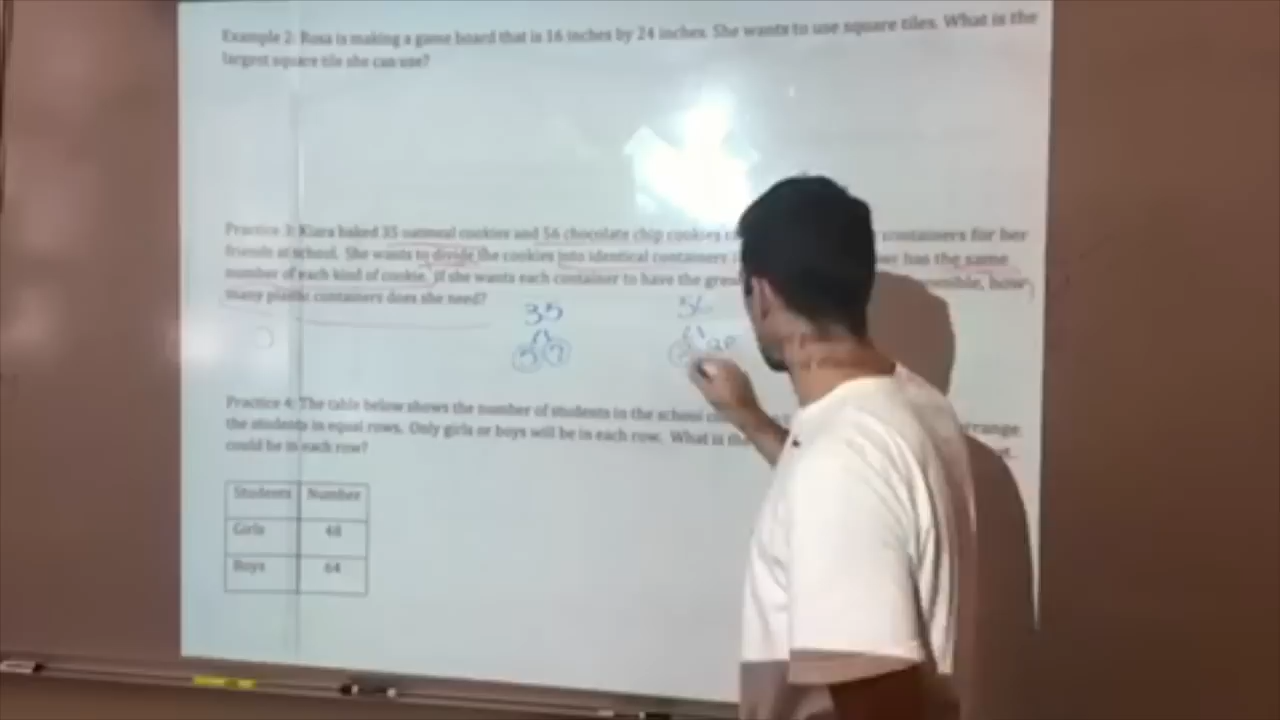 Example 2: Rosa is making a game board that is 16 inches by 24 inches. She wants to use square tiles. What is the
largest square tile she can use?
Practice 3: Kiara baked 35 oatmeal cookies and 56 chocolate chip cookies containers for her
friends at school. She wants to divide the cookies into identical containers has the same
number of each kind of cookie. If she wants each container to have the how
many plastic containers does she need?
35 56
5 7 2 28
Practice 4: The table below shows the number of students in the school
the students in equal rows. Only girls or boys will be in each row. What is
could be in each row?
Students Number
Girls 48
Boys 64